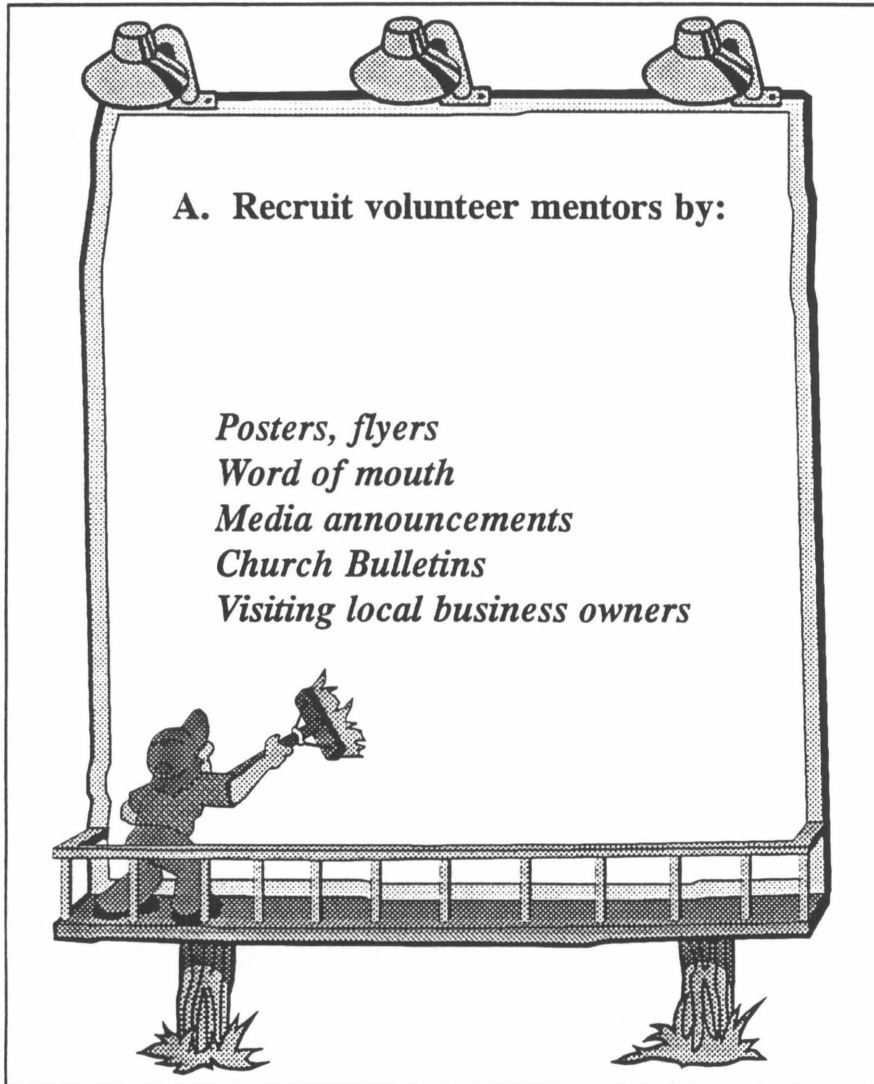 A. Recruit volunteer mentors by:
Posters, flyers
Word of mouth
Media announcements
Church Bulletins
Visiting local business owners